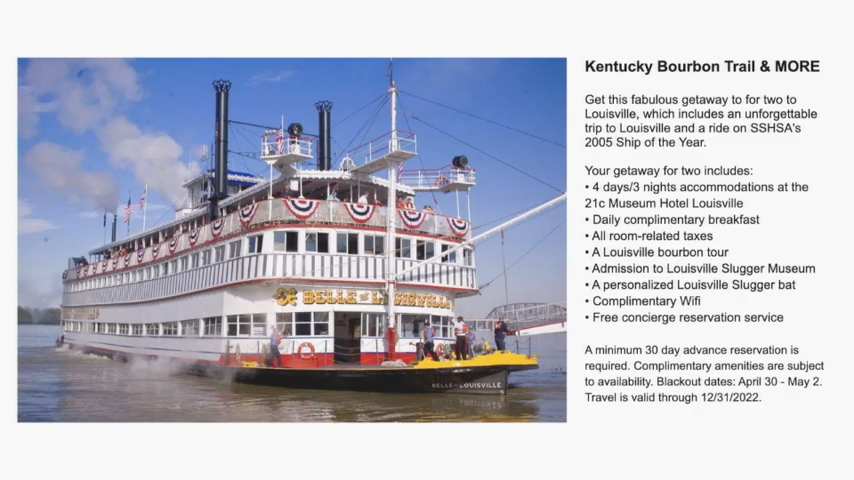 Kentucky Bourbon Trail & MORE
Get this fabulous getaway to for two to
Louisville, which includes an unforgettable
trip to Louisville and a ride on SSHSA's
2005 Ship of the Year.
Your getaway for two includes:
• 4 days/3 nights accommodations at the
21c Museum Hotel Louisville
• Daily complimentary breakfast
• All room-related taxes
• A Louisville bourbon tour
• Admission to Louisville Slugger Museum
• A personalized Louisville Slugger bat
• Complimentary Wifi
• Free concierge reservation service
A minimum 30 day advance reservation is
required. Complimentary amenities are subject
to availability. Blackout dates: April 30 - May 2.
Travel is valid through 12/31/2022.
BELLE OF LOUISVILLE
BELLE OF LOUISVILLE